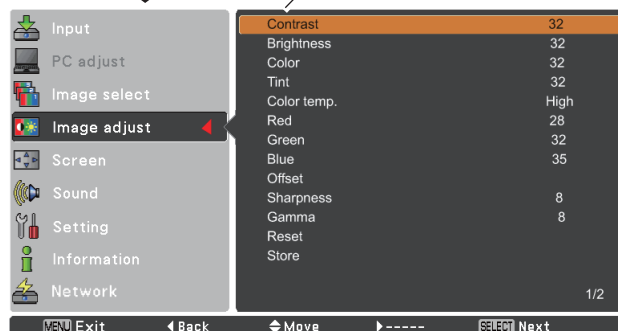 Input
PC adjust
Image select
Image adjust
Screen
Sound
Setting
Information
Network
Contrast 32
Brightness 32
Color 32
Tint 32
Color temp. High
Red 28
Green 32
Blue 35
Offset
Sharpness 8
Gamma 8
Reset
Store
1/2
MENU Exit Back Move ----- SELECT Next